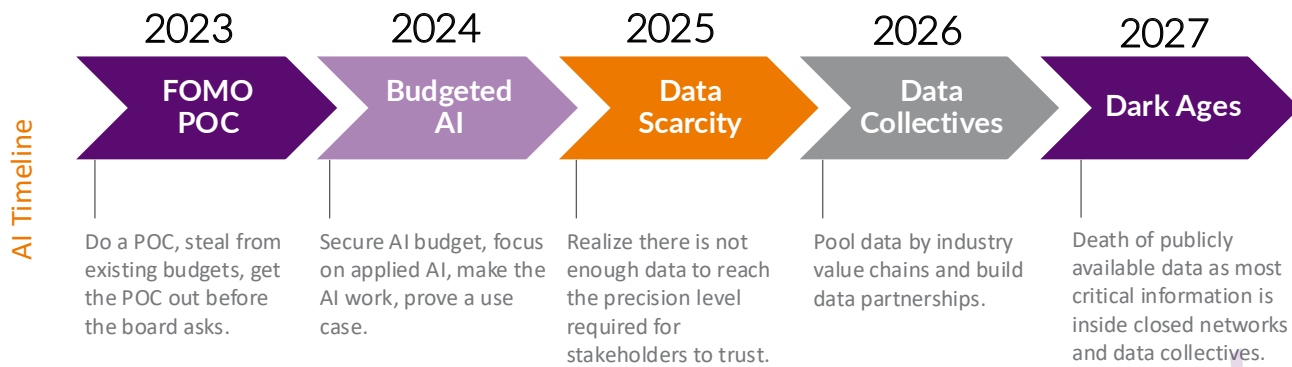 AI Timeline
2023
FOMO
POC
Do a POC, steal from
existing budgets, get
the POC out before
the board asks.
2024
Budgeted
AI
Secure AI budget, focus
on applied AI, make the
AI work, prove a use
case.
2025
Data
Scarcity
Realize there is not
enough data to reach
the precision level
required for
stakeholders to trust.
2026
Data
Collectives
Pool data by industry
value chains and build
data partnerships.
2027
Dark Ages
Death of publicly
available data as most
critical information is
inside closed networks
and data collectives.